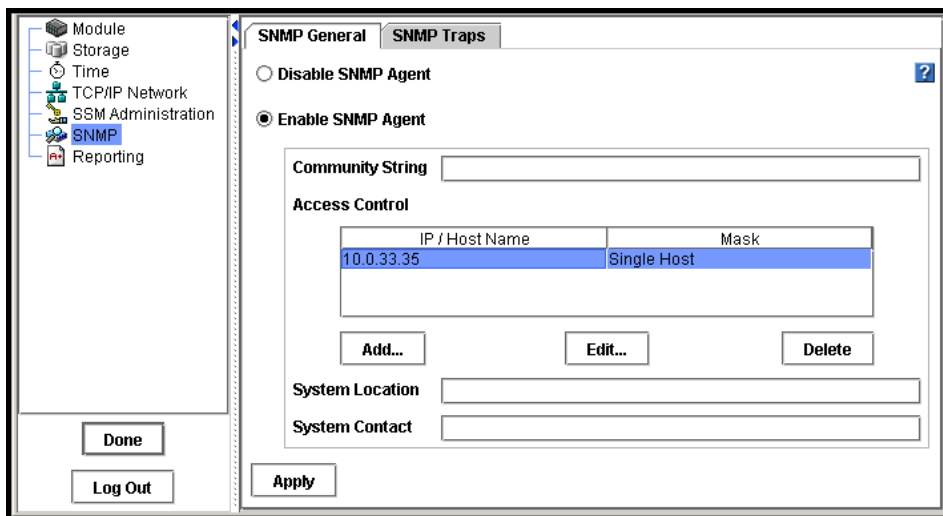 Module
Storage
Time
TCP/IP Network
SSM Administration
SNMP
Reporting
Done
Log Out
SNMP General
SNMP Traps
Disable SNMP Agent
?
Enable SNMP Agent
Community String
Access Control
IP / Host Name Mask
10.0.33.35 Single Host
Add... Edit... Delete
System Location
System Contact
Apply